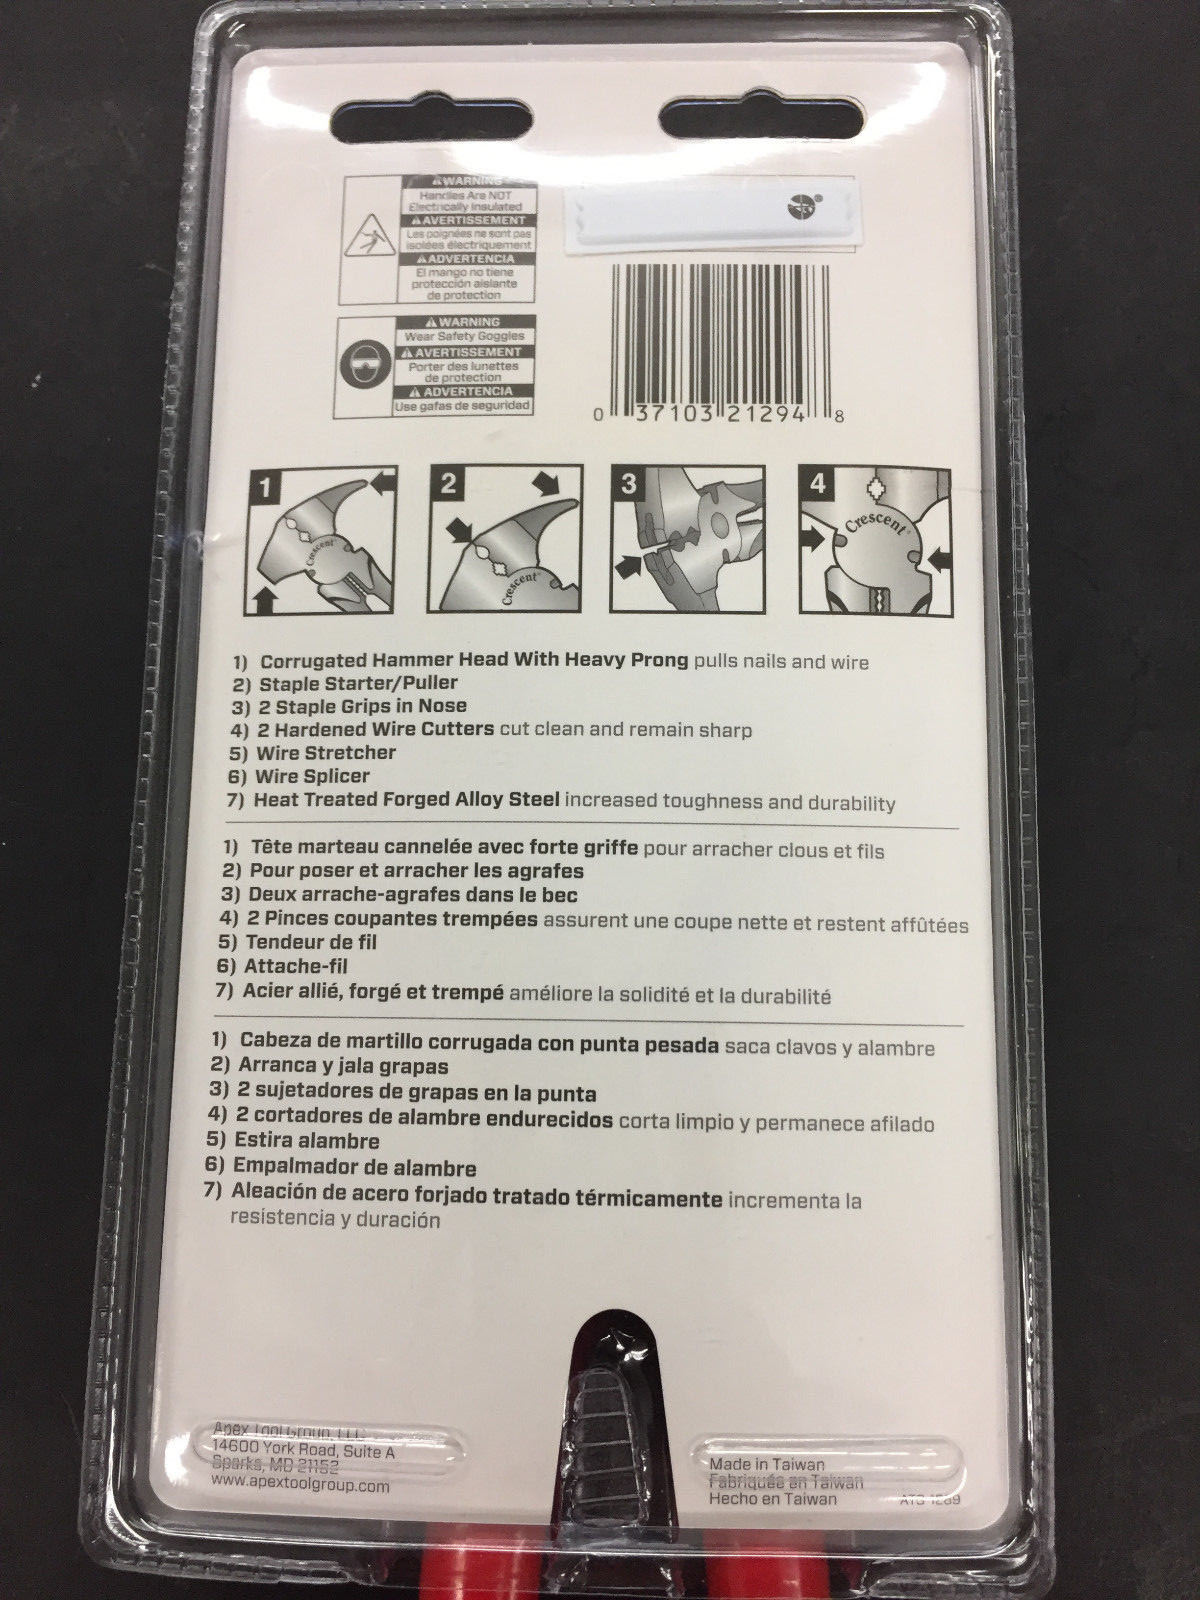 WARNING
Handles Are NOT
Electrically Insulated
AVERTISSEMENT
Les poignées ne sont pas
isolées électriquement
ADVERTENCIA
El mango no tiene
protección aislante
de protection
WARNING
Wear Safety Goggles
AVERTISSEMENT
Porter des lunettes
de protection
ADVERTENCIA
Use gafas de seguridad
0 37103 21294 8
1
2
3
4
Crescent
Crescent
Crescent
1) Corrugated Hammer Head With Heavy Prong pulls nails and wire
2) Staple Starter/Puller
3) 2 Staple Grips in Nose
4) 2 Hardened Wire Cutters cut clean and remain sharp
5) Wire Stretcher
6) Wire Splicer
7) Heat Treated Forged Alloy Steel increased toughness and durability
1) Tête marteau cannelée avec forte griffe pour arracher clous et fils
2) Pour poser et arracher les agrafes
3) Deux arrache-agrafes dans le bec
4) 2 Pinces coupantes trempées assurent une coupe nette et restent affûtées
5) Tendeur de fil
6) Attache-fil
7) Acier allié, forgé et trempé améliore la solidité et la durabilité
1) Cabeza de martillo corrugada con punta pesada saca clavos y alambre
2) Arranca y jala grapas
3) 2 sujetadores de grapas en la punta
4) 2 cortadores de alambre endurecidos corta limpio y permanece afilado
5) Estira alambre
6) Empalmador de alambre
7) Aleación de acero forjado tratado térmicamente incrementa la
resistencia y duración
Apex Tool Group, LLC
14600 York Road, Suite A
Sparks, MD 21152
www.apextoolgroup.com
Made in Taiwan
Fabriquée en Taiwan
Hecho en Taiwan
ATG-1289